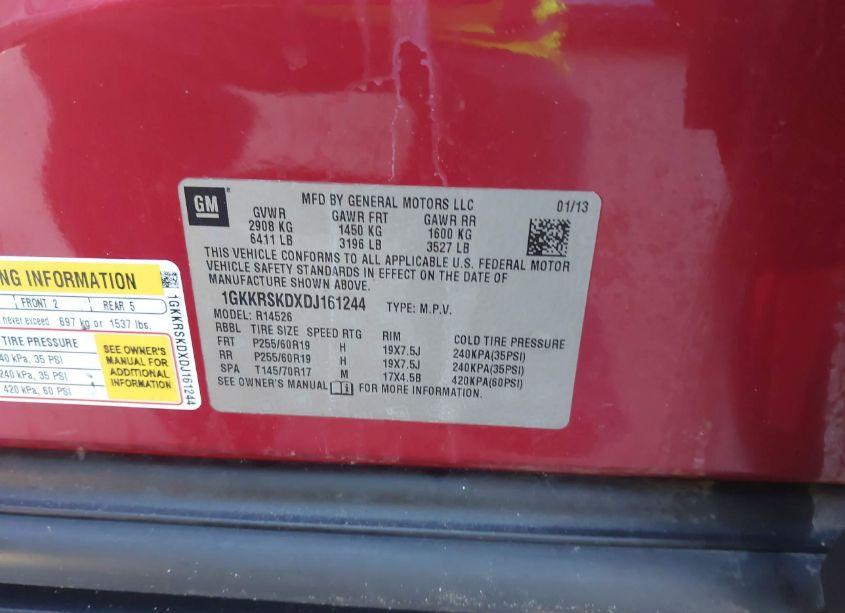 GM
MFD BY GENERAL MOTORS LLC 01/13
GVWR GAWR FRT GAWR RR
2908 KG 1450 KG 1600 KG
6411 LB 3196 LB 3527 LB
THIS VEHICLE CONFORMS TO ALL APPLICABLE U.S. FEDERAL MOTOR
VEHICLE SAFETY STANDARDS IN EFFECT ON THE DATE OF
MANUFACTURE SHOWN ABOVE.
1GKKRSKDXDJ161244 TYPE: M.P.V.
MODEL: R14526
RBBL TIRE SIZE SPEED RTG RIM COLD TIRE PRESSURE
FRT P255/60R19 H 19X7.5J 240KPA(35PSI)
RR P255/60R19 H 19X7.5J 240KPA(35PSI)
SPA T145/70R17 M 17X4.5B 420KPA(60PSI)
SEE OWNER'S MANUAL FOR MORE INFORMATION.
NG INFORMATION
FRONT 2 REAR 5
never exceed 697 kg or 1537 lbs.
TIRE PRESSURE
40 kPa, 35 PSI
240 kPa, 35 PSI
420 kPa, 60 PSI
SEE OWNER'S
MANUAL FOR
ADDITIONAL
INFORMATION
1GKKRSKDXDJ161244